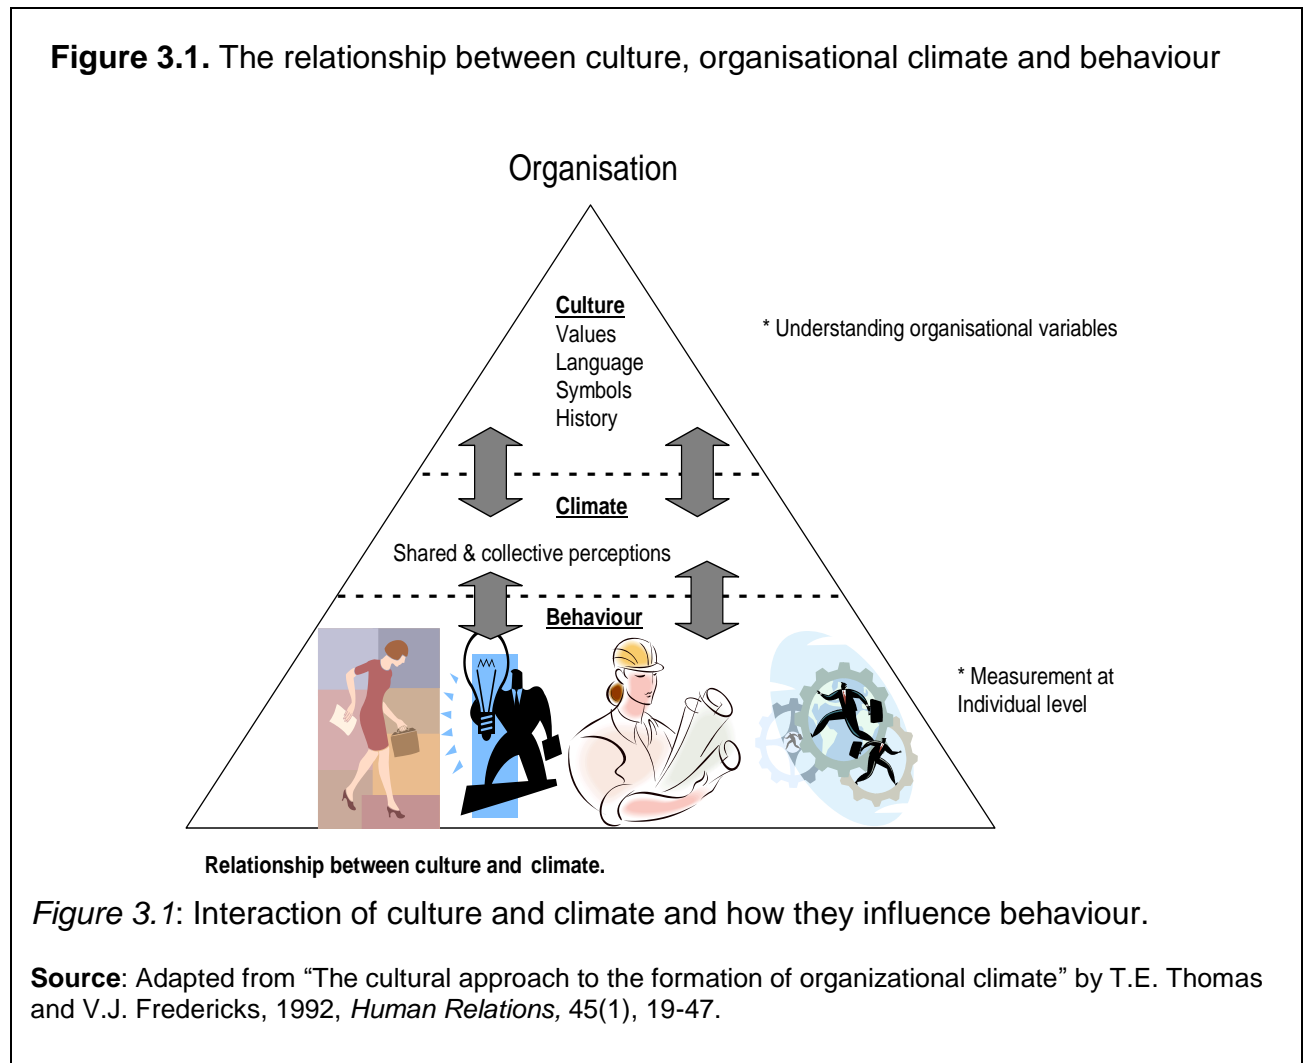 Figure 3.1. The relationship between culture, organisational climate and behaviour
Organisation
Culture
Values
Language
Symbols
History
* Understanding organisational variables
Climate
Shared & collective perceptions
Behaviour
* Measurement at
Individual level
Relationship between culture and climate.
Figure 3.1: Interaction of culture and climate and how they influence behaviour.
Source: Adapted from “The cultural approach to the formation of organizational climate” by T.E. Thomas
and V.J. Fredericks, 1992, Human Relations, 45(1), 19-47.